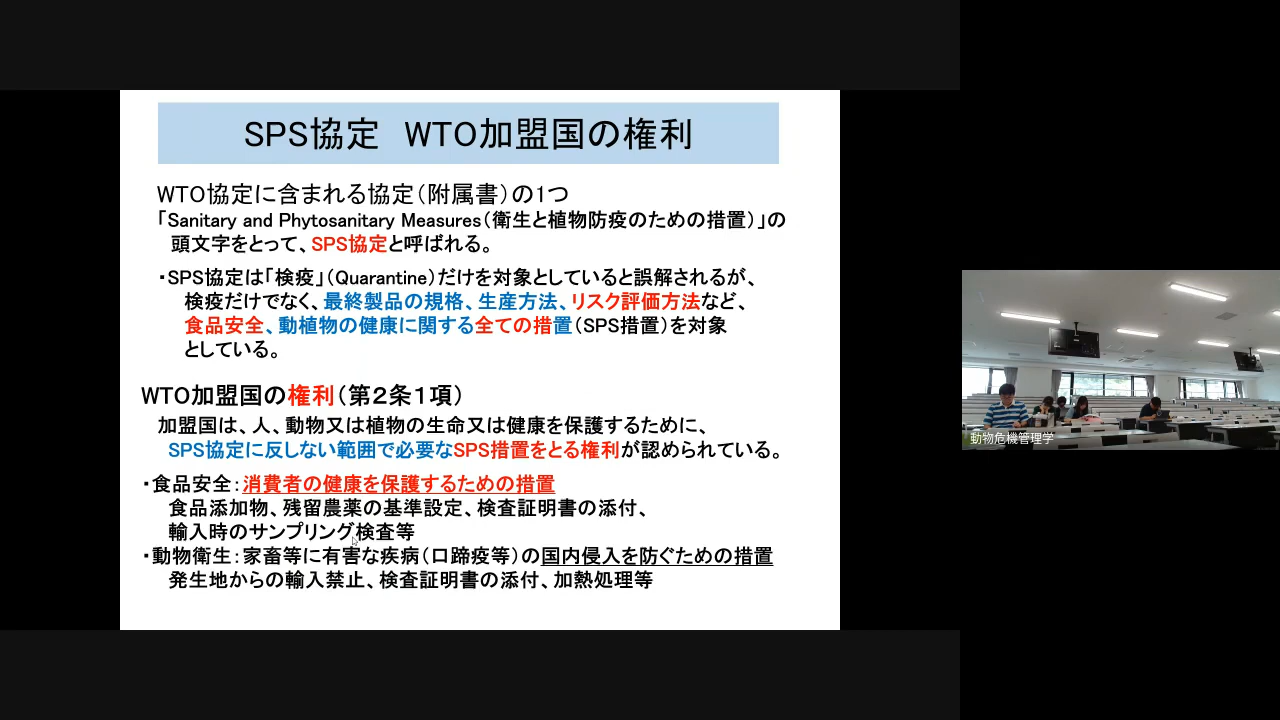 SPS協定　WTO加盟国の権利
WTO協定に含まれる協定（附属書）の1つ
「Sanitary and Phytosanitary Measures（衛生と植物防疫のための措置）」の
頭文字をとって、SPS協定と呼ばれる。
・SPS協定は「検疫」（Quarantine）だけを対象としていると誤解されるが、
検疫だけでなく、最終製品の規格、生産方法、リスク評価方法など、
食品安全、動植物の健康に関する全ての措置（SPS措置）を対象
としている。
WTO加盟国の権利（第２条１項）
加盟国は、人、動物又は植物の生命又は健康を保護するために、
SPS協定に反しない範囲で必要なSPS措置をとる権利が認められている。
・食品安全：消費者の健康を保護するための措置
食品添加物、残留農薬の基準設定、検査証明書の添付、
輸入時のサンプリング検査等
・動物衛生：家畜等に有害な疾病（口蹄疫等）の国内侵入を防ぐための措置
発生地からの輸入禁止、検査証明書の添付、加熱処理等
動物危機管理学